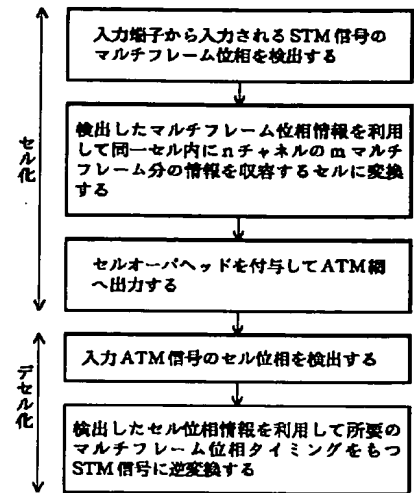 入力端子から入力されるSTM信号の
マルチフレーム位相を検出する
検出したマルチフレーム位相情報を利用
して同一セル内にnチャネルのmマルチ
フレーム分の情報を収容するセルに変換
する
セルオーバヘッドを付与してATM網
へ出力する
セル化
入力ATM信号のセル位相を検出する
検出したセル位相情報を利用して所要の
マルチフレーム位相タイミングをもつ
STM信号に逆変換する
デセル化